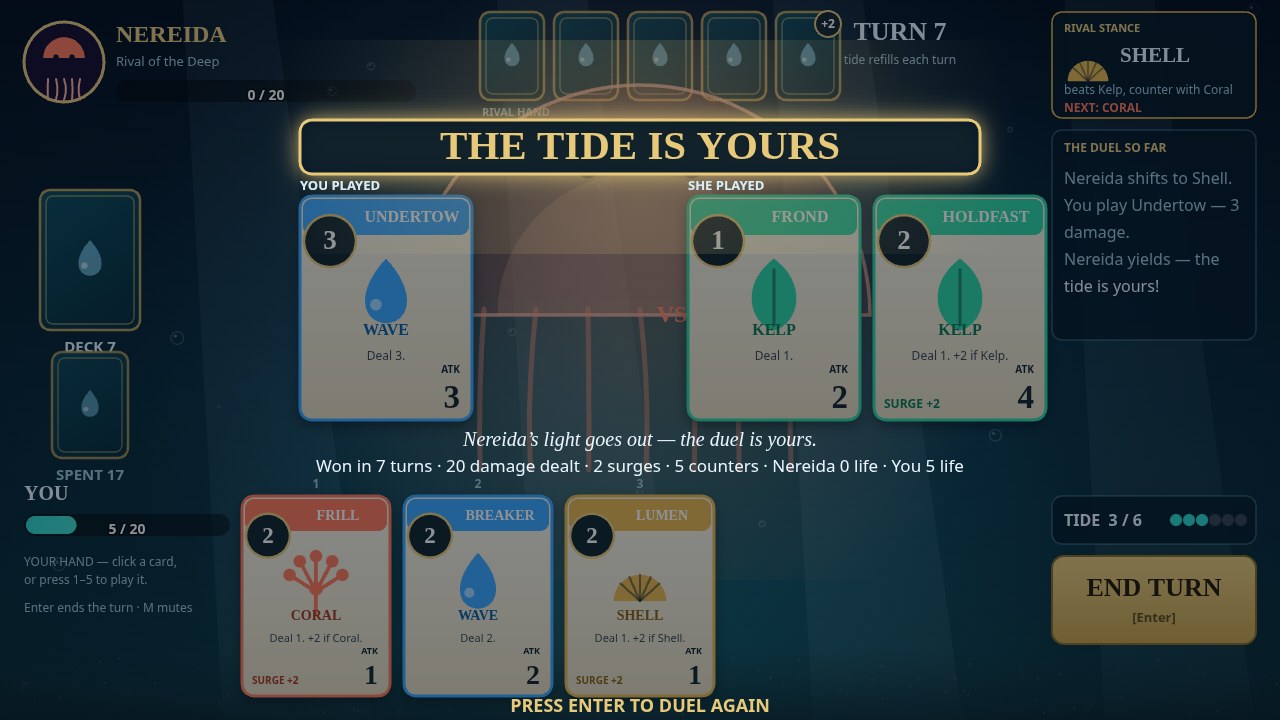 NEREIDA
Rival of the Deep
0 / 20
+2
RIVAL HAND
TURN 7
tide refills each turn
RIVAL STANCE
SHELL
beats Kelp, counter with Coral
NEXT: CORAL
THE TIDE IS YOURS
THE DUEL SO FAR
Nereida shifts to Shell.
You play Undertow — 3
damage.
Nereida yields — the
tide is yours!
YOU PLAYED
3
UNDERTOW
WAVE
Deal 3.
ATK
3
VS
SHE PLAYED
1
FROND
KELP
Deal 1.
ATK
2
2
HOLDFAST
KELP
Deal 1. +2 if Kelp.
ATK
SURGE +2
4
DECK 7
SPENT 17
Nereida’s light goes out — the duel is yours.
Won in 7 turns · 20 damage dealt · 2 surges · 5 counters · Nereida 0 life · You 5 life
YOU
5 / 20
YOUR HAND — click a card,
or press 1–5 to play it.
Enter ends the turn · M mutes
1
2
FRILL
CORAL
Deal 1. +2 if Coral.
ATK
SURGE +2
1
2
2
BREAKER
WAVE
Deal 2.
ATK
2
3
2
LUMEN
SHELL
Deal 1. +2 if Shell.
ATK
SURGE +2
1
TIDE 3 / 6
END TURN
[Enter]
PRESS ENTER TO DUEL AGAIN